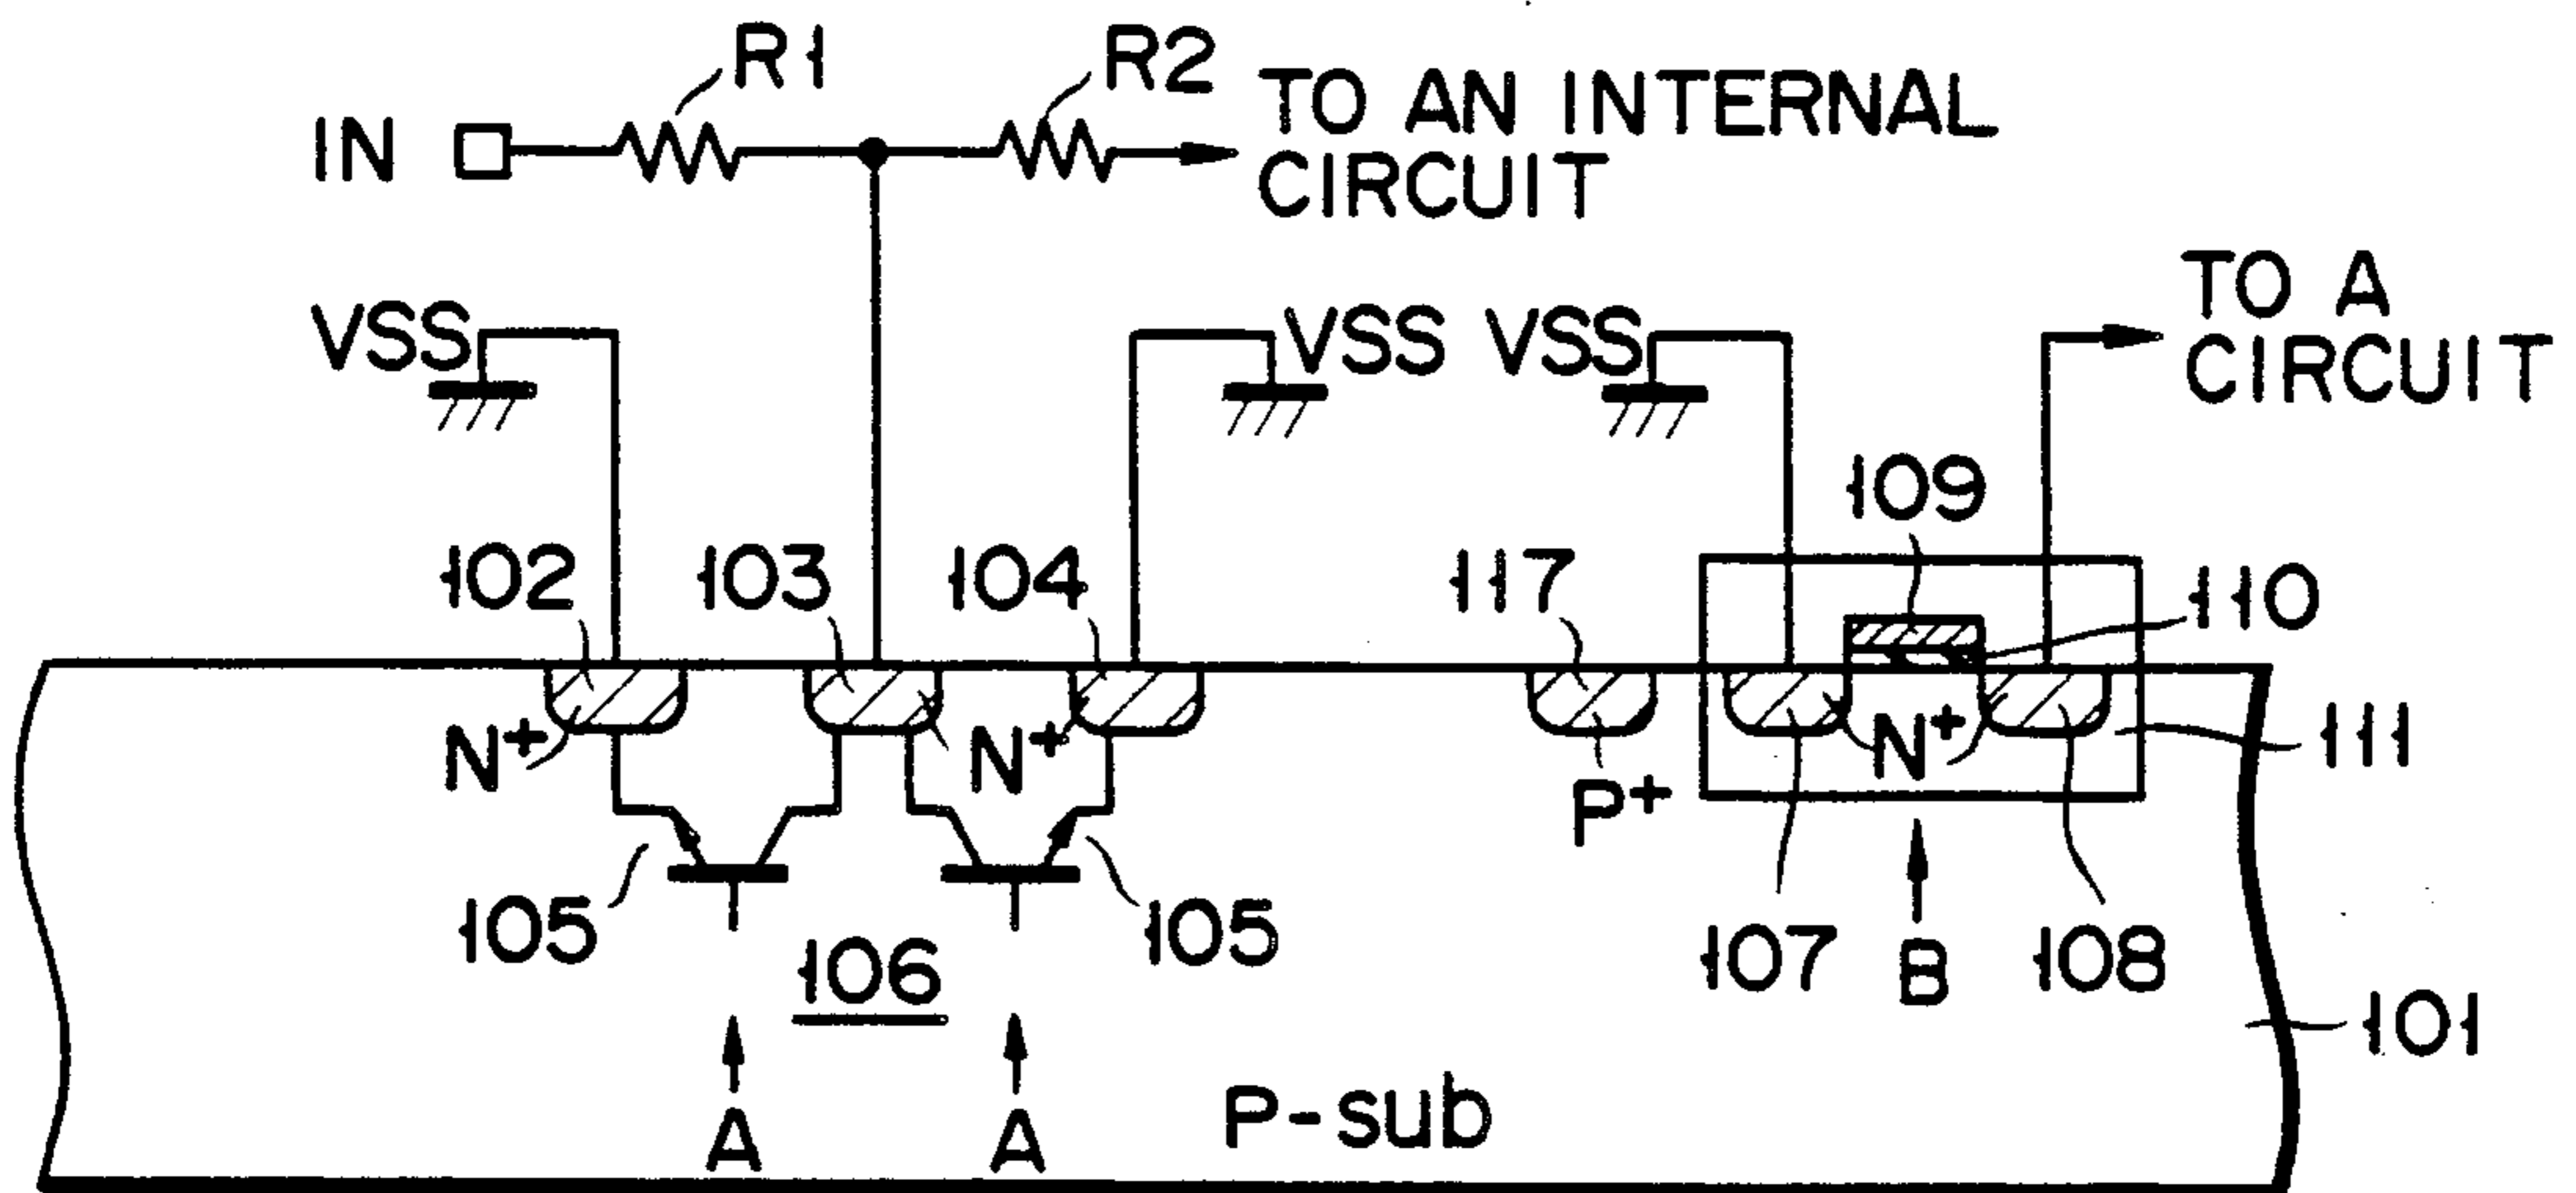 R1
R2
IN
TO AN INTERNAL
CIRCUIT
VSS
VSS
VSS
TO A
CIRCUIT
109
102
103
104
117
110
N+
N+
N+
111
P+
105
105
107
B
108
106
101
A
A
P-sub